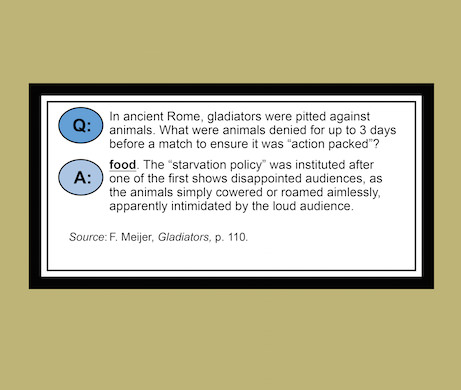 Q: In ancient Rome, gladiators were pitted against
animals. What were animals denied for up to 3 days
before a match to ensure it was “action packed”?
A: food. The “starvation policy” was instituted after
one of the first shows disappointed audiences, as
the animals simply cowered or roamed aimlessly,
apparently intimidated by the loud audience.
Source: F. Meijer, Gladiators, p. 110.